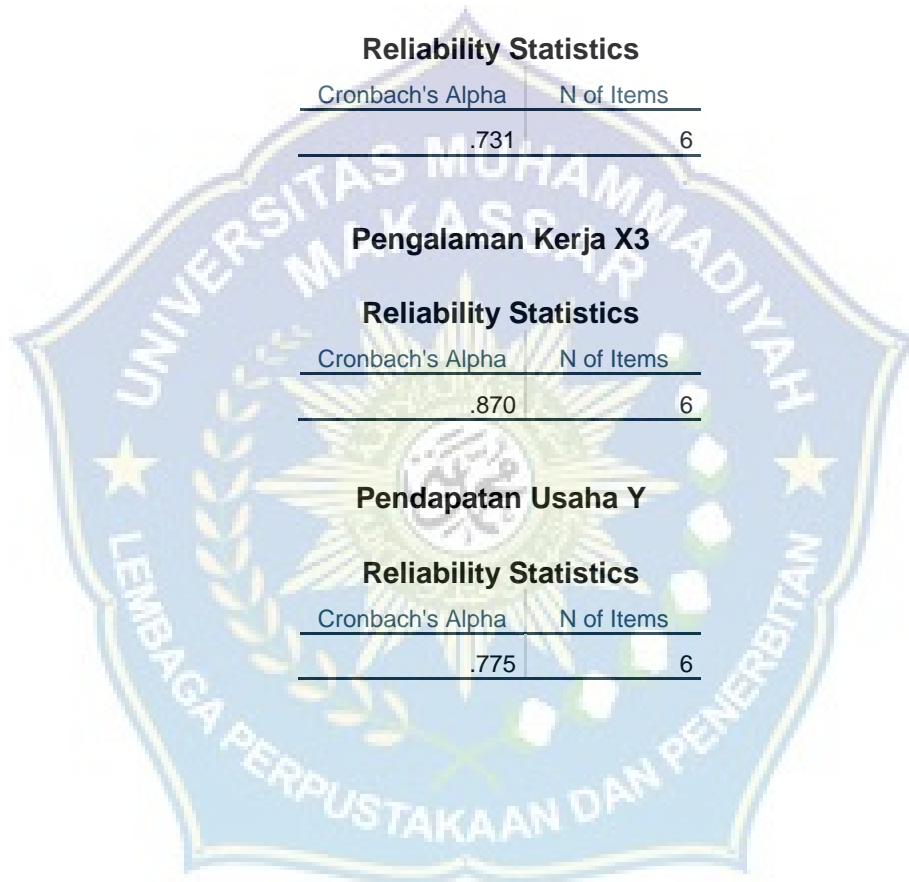 Reliability Statistics
Cronbach's Alpha N of Items
.731 6
Pengalaman Kerja X3
Reliability Statistics
Cronbach's Alpha N of Items
.870 6
Pendapatan Usaha Y
Reliability Statistics
Cronbach's Alpha N of Items
.775 6
UNIVERSITAS MUHAMMADIYAH
MAKASSAR
LEMBAGA PERPUSTAKAAN DAN PENERBITAN